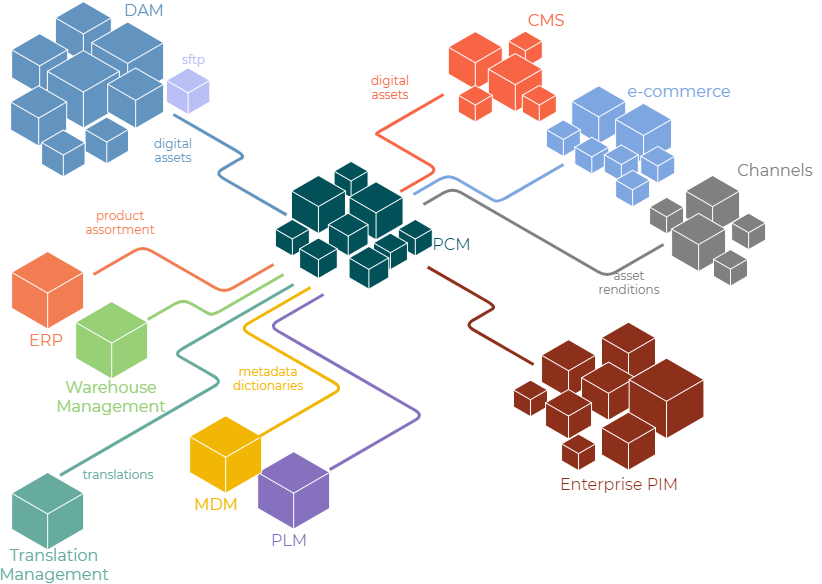 DAM
CMS
sftp
digital
assets
e-commerce
digital
assets
Channels
product
assortment
PCM
asset
renditions
ERP
metadata
dictionaries
Warehouse
Management
translations
Enterprise PIM
MDM
PLM
Translation
Management